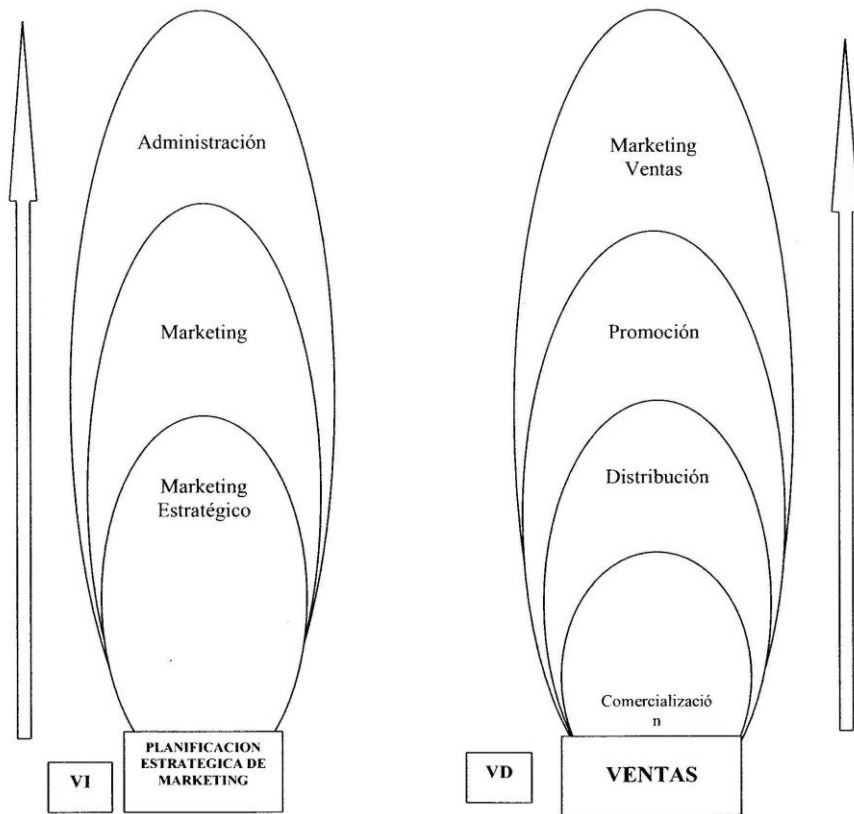 Administración
Marketing
Marketing
Estratégico
PLANIFICACION
ESTRATEGICA DE
MARKETING
VI
Marketing
Ventas
Promoción
Distribución
Comercializació
n
VENTAS
VD